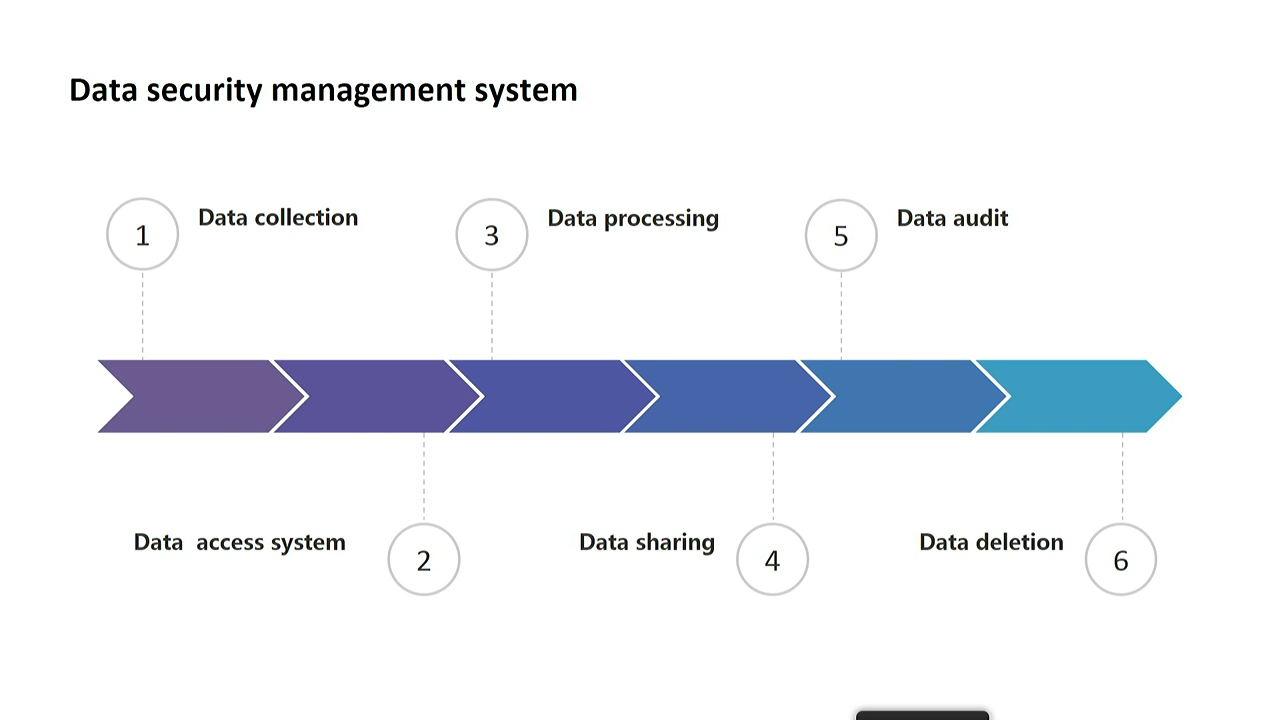 Data security management system
1
Data collection
3
Data processing
5
Data audit
Data  access system
2
Data sharing
4
Data deletion
6